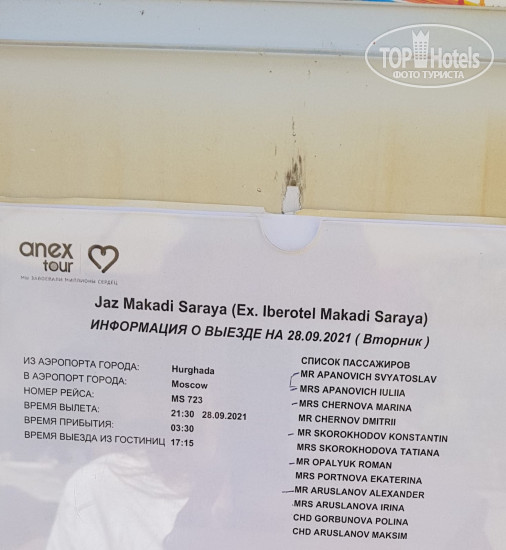 TOPHotels
ФОТО ТУРИСТА
anex
tour
МЫ ЗАВОЕВАЛИ МИЛЛИОНЫ СЕРДЕЦ
Jaz Makadi Saraya (Ex. Iberotel Makadi Saraya)
ИНФОРМАЦИЯ О ВЫЕЗДЕ НА 28.09.2021 ( Вторник )
ИЗ АЭРОПОРТА ГОРОДА: Hurghada
В АЭРОПОРТ ГОРОДА: Moscow
НОМЕР РЕЙСА: MS 723
ВРЕМЯ ВЫЛЕТА: 21:30 28.09.2021
ВРЕМЯ ПРИБЫТИЯ: 03:30
ВРЕМЯ ВЫЕЗДА ИЗ ГОСТИНИЦ 17:15
СПИСОК ПАССАЖИРОВ
MR APANOVICH SVYATOSLAV
MRS APANOVICH IULIIA
MRS CHERNOVA MARINA
MR CHERNOV DMITRII
MR SKOROKHODOV KONSTANTIN
MRS SKOROKHODOVA TATIANA
MR OPALYUK ROMAN
MRS PORTNOVA EKATERINA
MR ARUSLANOV ALEXANDER
MRS ARUSLANOVA IRINA
CHD GORBUNOVA POLINA
CHD ARUSLANOV MAKSIM